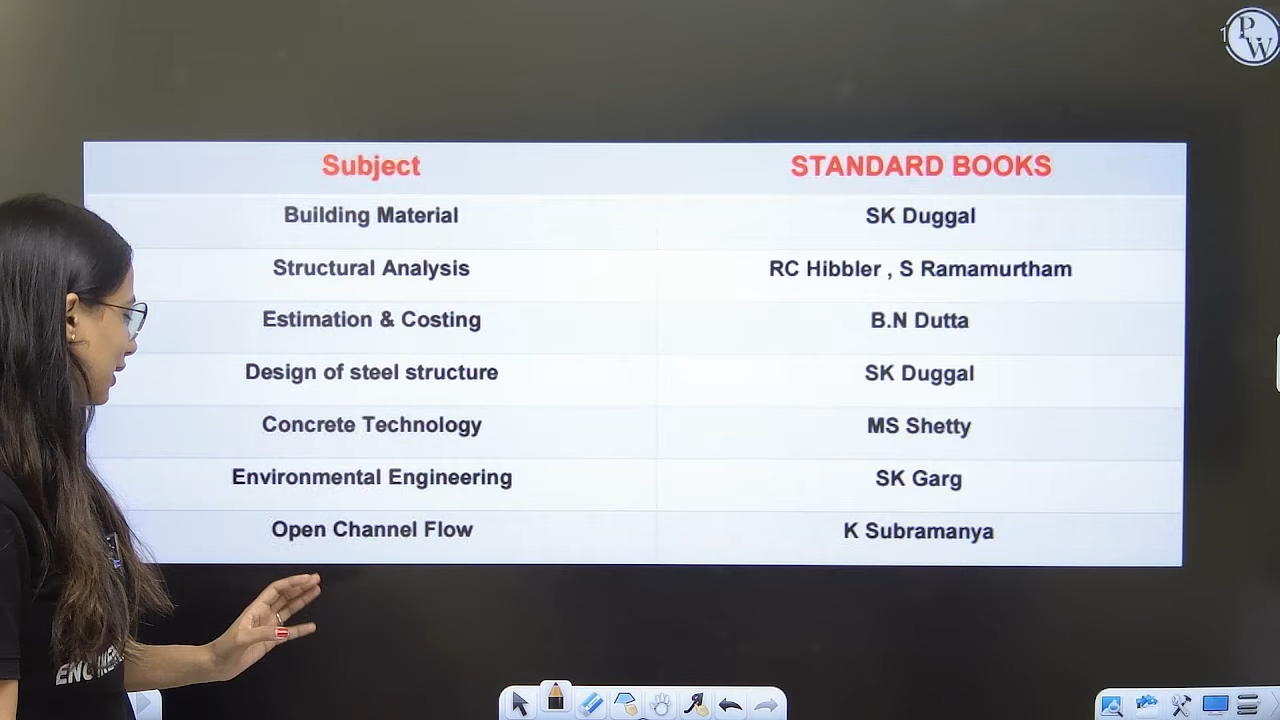 PW
Subject STANDARD BOOKS
Building Material SK Duggal
Structural Analysis RC Hibbler , S Ramamurtham
Estimation & Costing B.N Dutta
Design of steel structure SK Duggal
Concrete Technology MS Shetty
Environmental Engineering SK Garg
Open Channel Flow K Subramanya